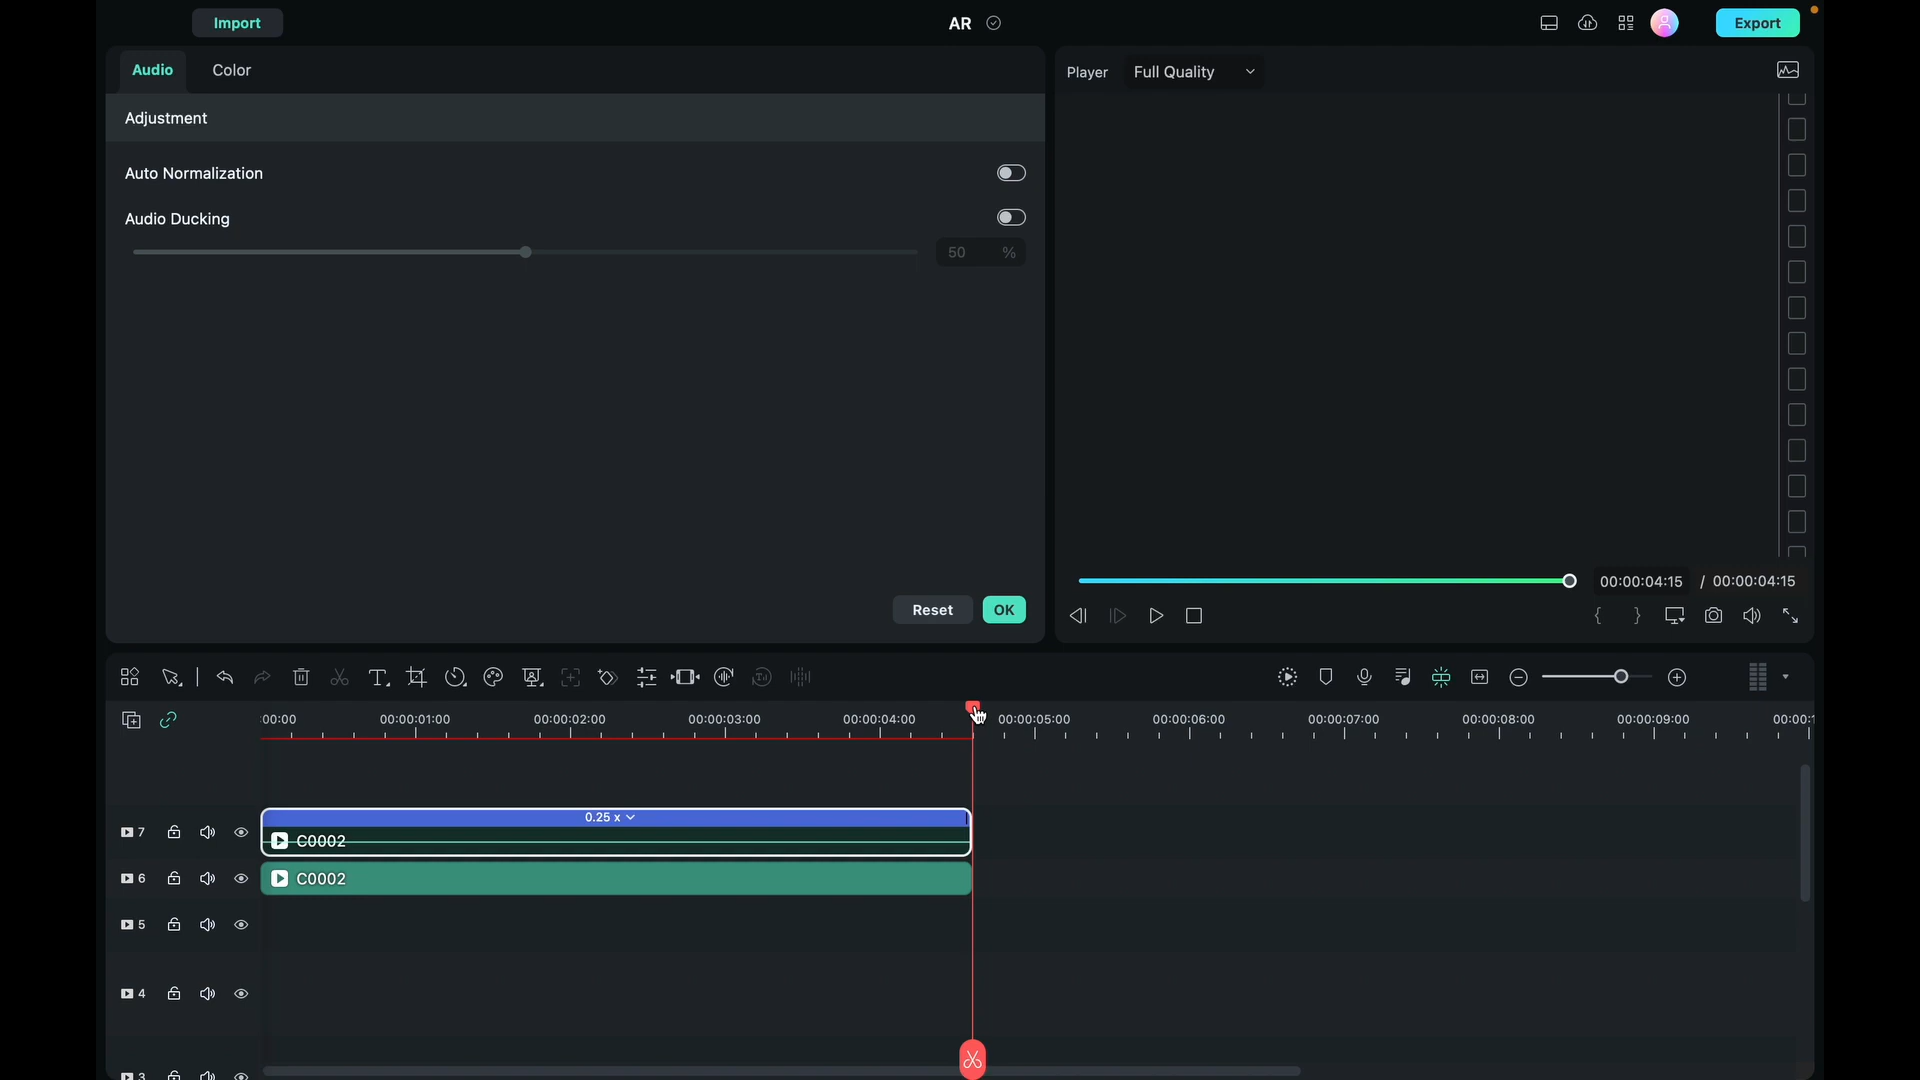 Import
AR
Export
Audio
Color
Player
Full Quality
Adjustment
Auto Normalization
Audio Ducking
50 %
Reset
OK
00:00:04:15 / 00:00:04:15
:00:00
00:00:01:00
00:00:02:00
00:00:03:00
00:00:04:00
00:00:05:00
00:00:06:00
00:00:07:00
00:00:08:00
00:00:09:00
00:00:1
0.25 x
7
C0002
6
C0002
5
4
3